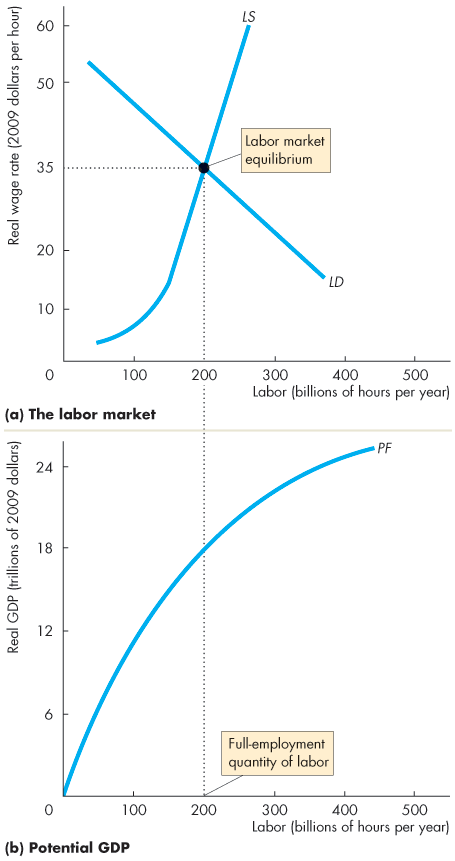 Real wage rate (2009 dollars per hour)
60
50
35
20
10
0
100
200
300
400
500
LS
LD
Labor market
equilibrium
Labor (billions of hours per year)
(a) The labor market
Real GDP (trillions of 2009 dollars)
24
18
12
6
0
100
200
300
400
500
PF
Full-employment
quantity of labor
Labor (billions of hours per year)
(b) Potential GDP